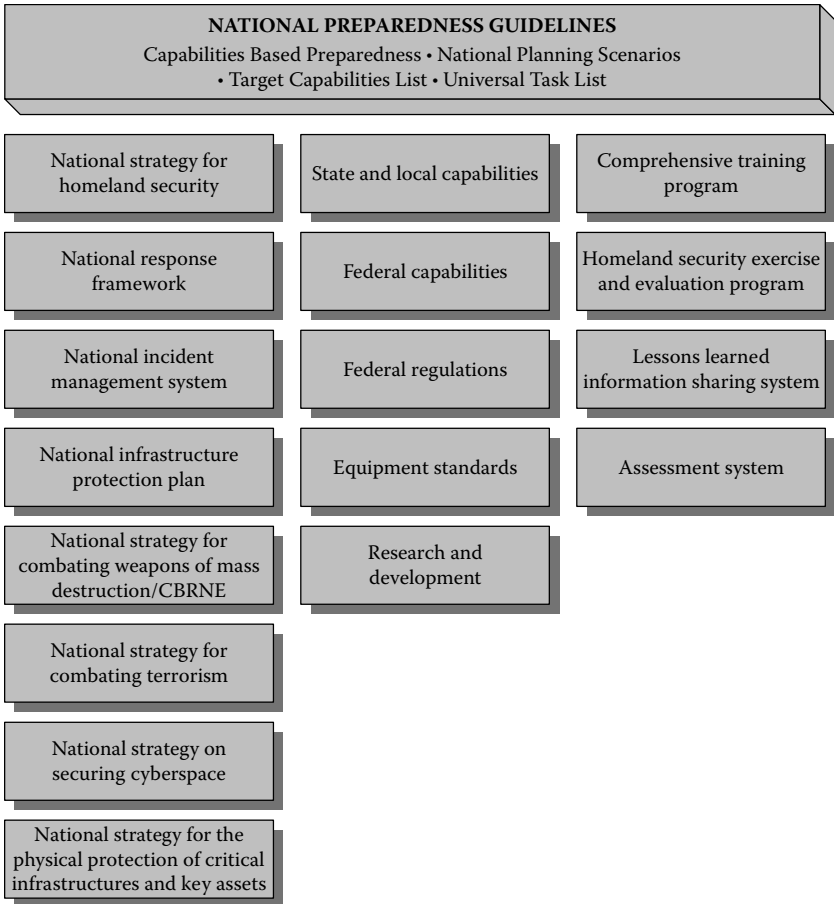 NATIONAL PREPAREDNESS GUIDELINES
Capabilities Based Preparedness • National Planning Scenarios
• Target Capabilities List • Universal Task List
National strategy for
homeland security
National response
framework
National incident
management system
National infrastructure
protection plan
National strategy for
combating weapons of mass
destruction/CBRNE
National strategy for
combating terrorism
National strategy on
securing cyberspace
National strategy for the
physical protection of critical
infrastructures and key assets
State and local capabilities
Federal capabilities
Federal regulations
Equipment standards
Research and
development
Comprehensive training
program
Homeland security exercise
and evaluation program
Lessons learned
information sharing system
Assessment system